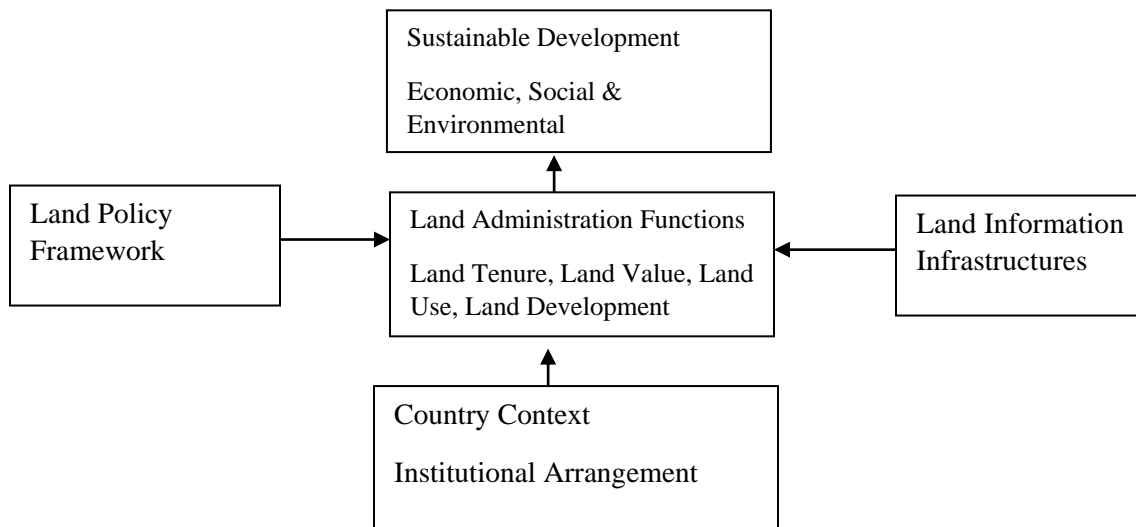 Sustainable Development
Economic, Social &
Environmental
Land Policy
Framework
Land Administration Functions
Land Tenure, Land Value, Land
Use, Land Development
Land Information
Infrastructures
Country Context
Institutional Arrangement